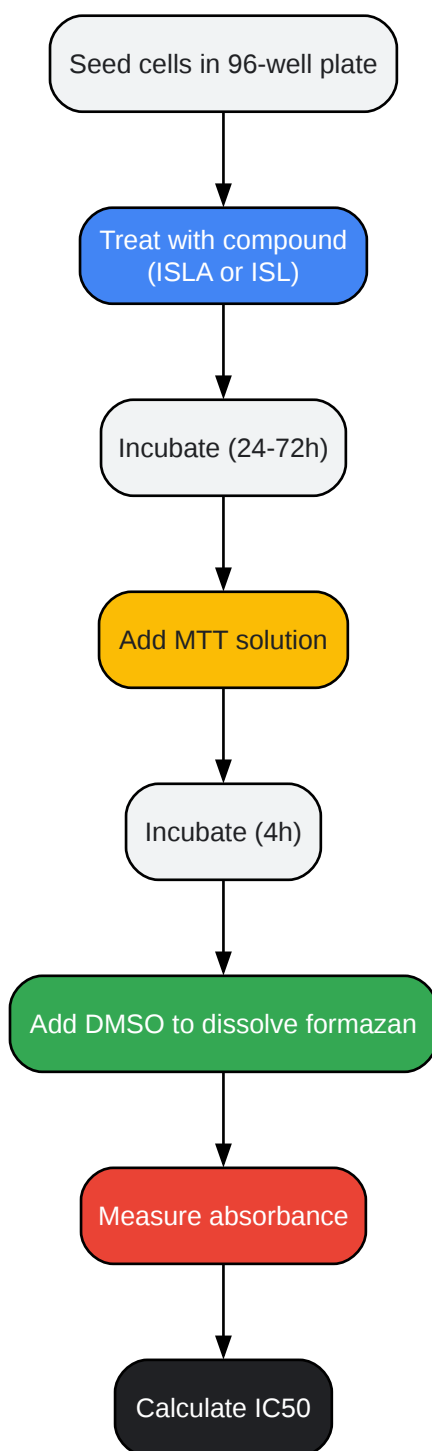 Seed cells in 96-well plate
Treat with compound
(ISLA or ISL)
Incubate (24-72h)
Add MTT solution
Incubate (4h)
Add DMSO to dissolve formazan
Measure absorbance
Calculate IC50